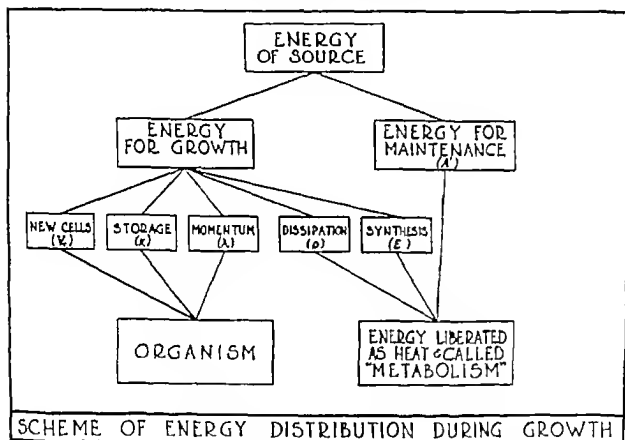 ENERGY
OF SOURCE
ENERGY
FOR GROWTH
ENERGY FOR
MAINTENANCE
(A')
NEW CELLS
STORAGE
(K)
MOMENTUM
(λ)
DISSIPATION
(D)
SYNTHESIS
(E)
ORGANISM
ENERGY LIBERATED
AS HEAT & CALLED
"METABOLISM"
SCHEME OF ENERGY DISTRIBUTION DURING GROWTH